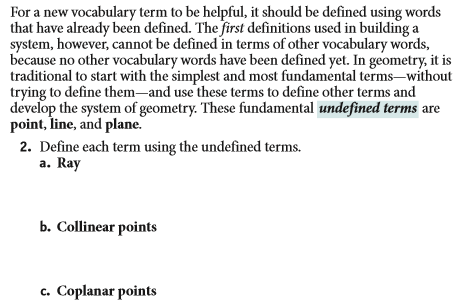 For a new vocabulary term to be helpful, it should be defined using words
that have already been defined. The first definitions used in building a
system, however, cannot be defined in terms of other vocabulary words,
because no other vocabulary words have been defined yet. In geometry, it is
traditional to start with the simplest and most fundamental terms—without
trying to define them—and use these terms to define other terms and
develop the system of geometry. These fundamental undefined terms are
point, line, and plane.
2. Define each term using the undefined terms.
a. Ray
b. Collinear points
c. Coplanar points